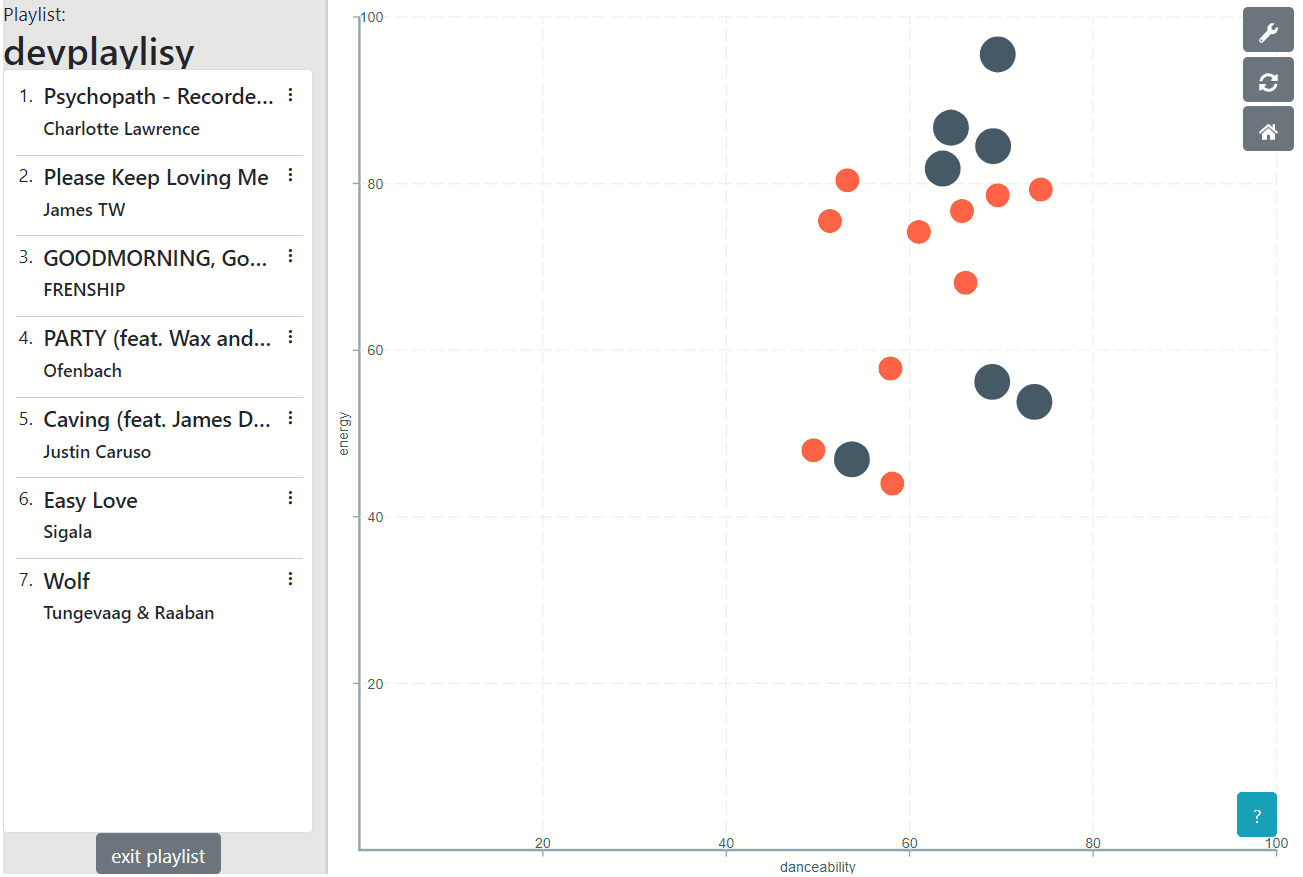 Playlist:
devplaylisy
1. Psychopath - Recorde...
Charlotte Lawrence
2. Please Keep Loving Me
James TW
3. GOODMORNING, Go...
FRENSHIP
4. PARTY (feat. Wax and...
Ofenbach
5. Caving (feat. James D...
Justin Caruso
6. Easy Love
Sigala
7. Wolf
Tungevaag & Raaban
exit playlist
100
80
60
40
20
energy
20 40 60 80 100
danceability
?